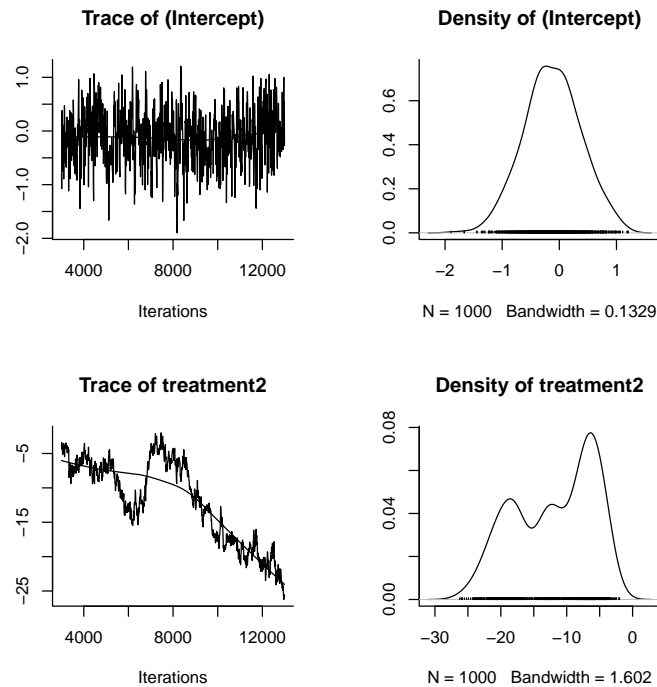 Trace of (Intercept)
1.0
0.0
−1.0
−2.0
4000 8000 12000
Iterations
Density of (Intercept)
0.6
0.4
0.2
0.0
−2 −1 0 1
N = 1000 Bandwidth = 0.1329
Trace of treatment2
−5
−15
−25
4000 8000 12000
Iterations
Density of treatment2
0.08
0.04
0.00
−30 −20 −10 0
N = 1000 Bandwidth = 1.602